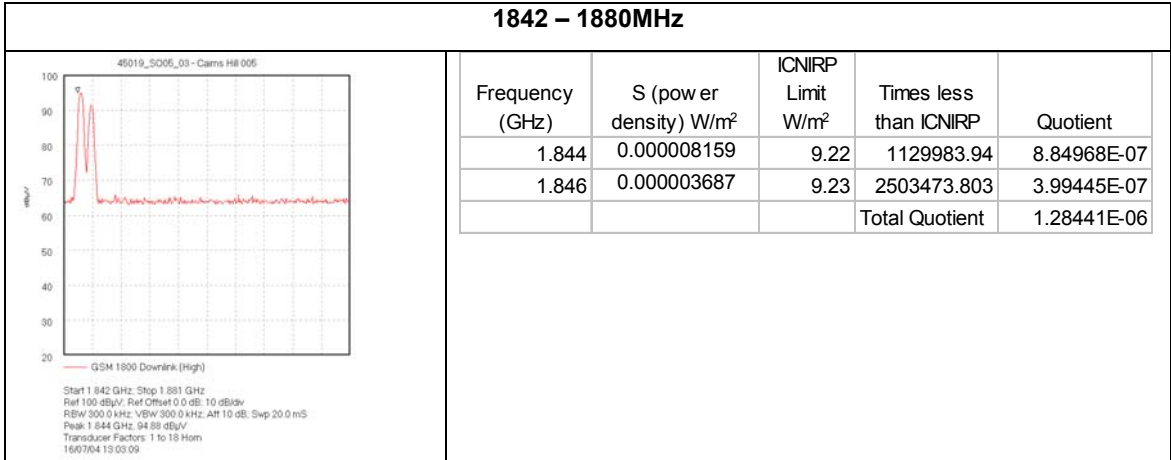 1842 – 1880MHz
45019_SO05_03 - Cairns Hill 005
100
90
80
70
60
50
40
30
20
dBµV
GSM 1800 Downlink (High)
Start 1.842 GHz; Stop 1.881 GHz
Ref 100 dBµV; Ref Offset 0.0 dB; 10 dB/div
RBW 300.0 kHz; VBW 300.0 kHz; Att 10 dB; Swp 20.0 mS
Peak 1.844 GHz, 94.88 dBµV
Transducer Factors: 1 to 18 Horn
16/07/04 13:03:09
Frequency (GHz) S (power density) W/m² ICNIRP Limit W/m² Times less than ICNIRP Quotient
1.844 0.000008159 9.22 1129983.94 8.84968E-07
1.846 0.000003687 9.23 2503473.803 3.99445E-07
Total Quotient 1.28441E-06